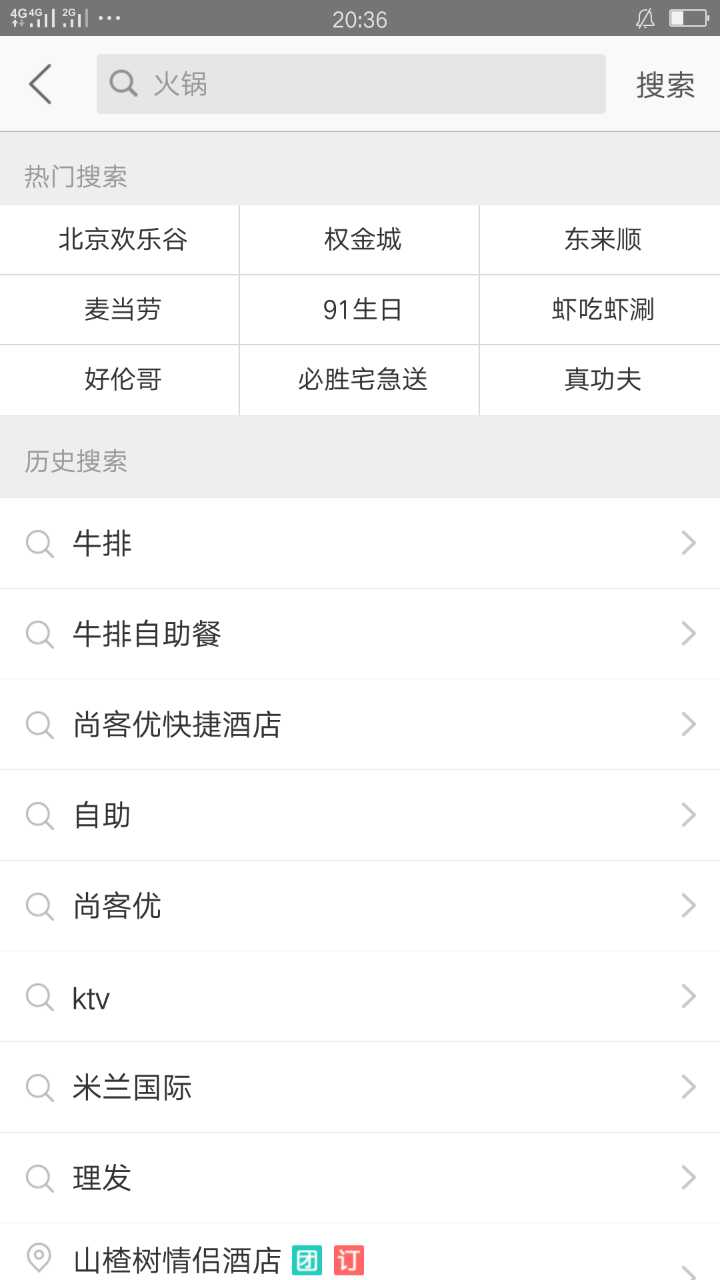 4G 4G 2G 20:36
火锅 搜索
热门搜索
北京欢乐谷 权金城 东来顺
麦当劳 91生日 虾吃虾涮
好伦哥 必胜宅急送 真功夫
历史搜索
牛排
牛排自助餐
尚客优快捷酒店
自助
尚客优
ktv
米兰国际
理发
山楂树情侣酒店 团 订